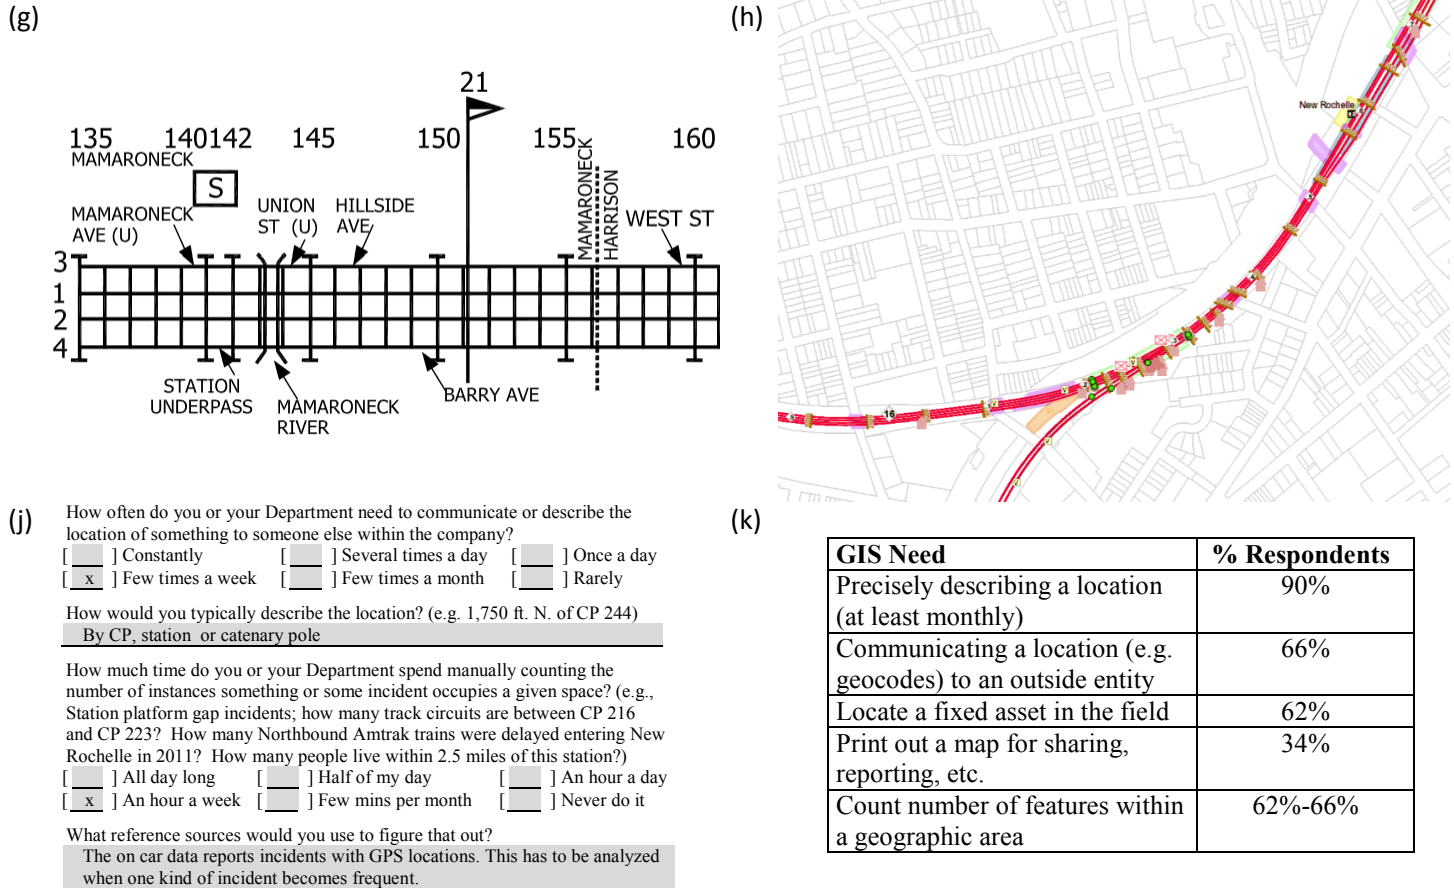 (g)
21
135 140 142 145 150 155 160
MAMARONECK
S
MAMARONECK
AVE (U)
UNION
ST (U)
HILLSIDE
AVE
MAMARONECK
HARRISON
WEST ST
3
1
2
4
STATION
UNDERPASS
MAMARONECK
RIVER
BARRY AVE
(h)
New Rochelle
16
(j)
How often do you or your Department need to communicate or describe the
location of something to someone else within the company?
[ ] Constantly [ ] Several times a day [ ] Once a day
[ x ] Few times a week [ ] Few times a month [ ] Rarely
How would you typically describe the location? (e.g. 1,750 ft. N. of CP 244)
By CP, station or catenary pole
How much time do you or your Department spend manually counting the
number of instances something or some incident occupies a given space? (e.g.,
Station platform gap incidents; how many track circuits are between CP 216
and CP 223? How many Northbound Amtrak trains were delayed entering New
Rochelle in 2011? How many people live within 2.5 miles of this station?)
[ ] All day long [ ] Half of my day [ ] An hour a day
[ x ] An hour a week [ ] Few mins per month [ ] Never do it
What reference sources would you use to figure that out?
The on car data reports incidents with GPS locations. This has to be analyzed
when one kind of incident becomes frequent.
(k)
GIS Need % Respondents
Precisely describing a location 90%
(at least monthly)
Communicating a location (e.g. 66%
geocodes) to an outside entity
Locate a fixed asset in the field 62%
Print out a map for sharing, 34%
reporting, etc.
Count number of features within 62%-66%
a geographic area